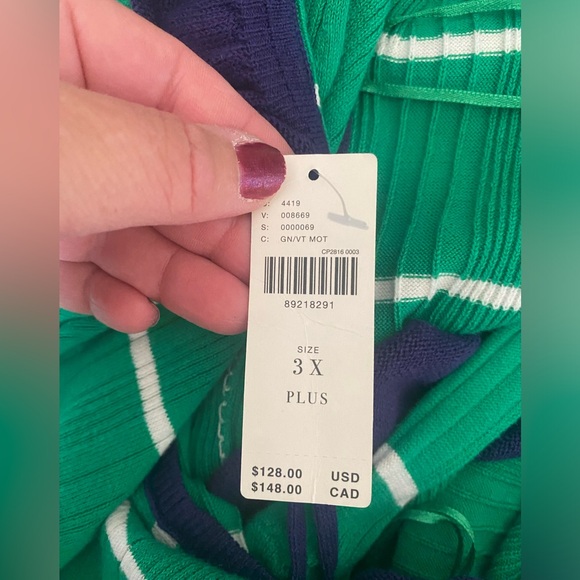 : 4419
V: 008669
S: 0000069
C: GN/VT MOT
CP2816 0003
89218291
SIZE
3 X
PLUS
$128.00 USD
$148.00 CAD